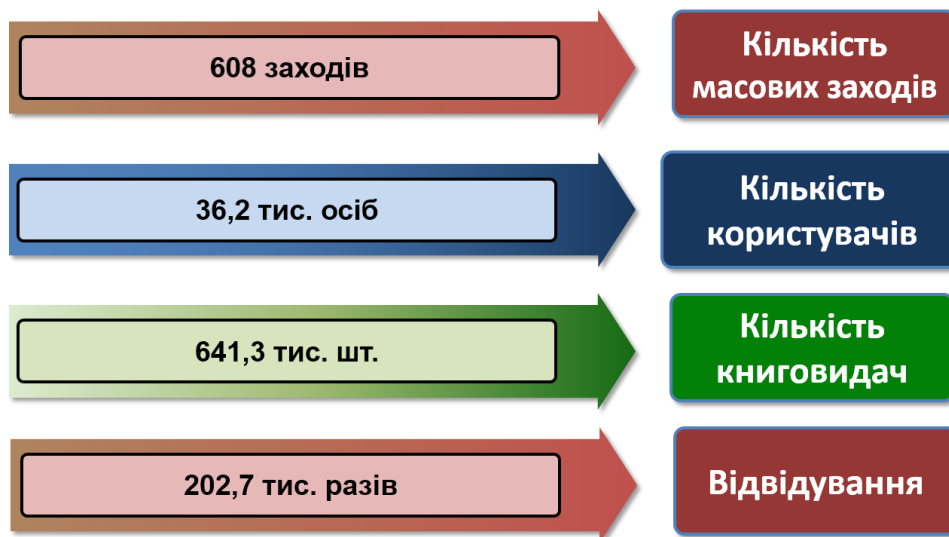 608 заходів
Кількість
масових заходів
36,2 тис. осіб
Кількість
користувачів
641,3 тис. шт.
Кількість
книговидач
202,7 тис. разів
Відвідування